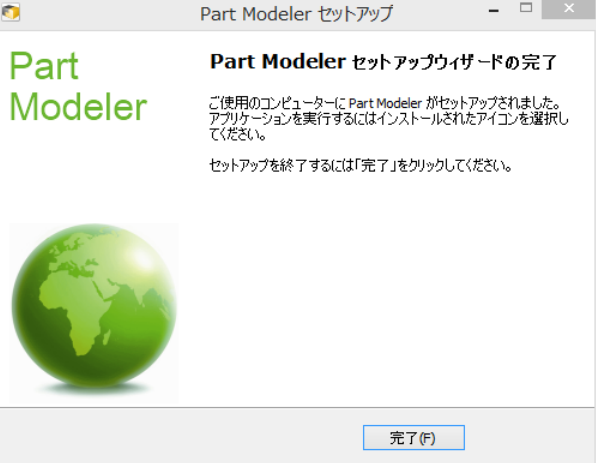 Part Modeler セットアップ
Part
Modeler
Part Modeler セットアップウィザードの完了
ご使用のコンピューターに Part Modeler がセットアップされました。
アプリケーションを実行するにはインストールされたアイコンを選択し
てください。
セットアップを終了するには「完了」をクリックしてください。
完了(F)